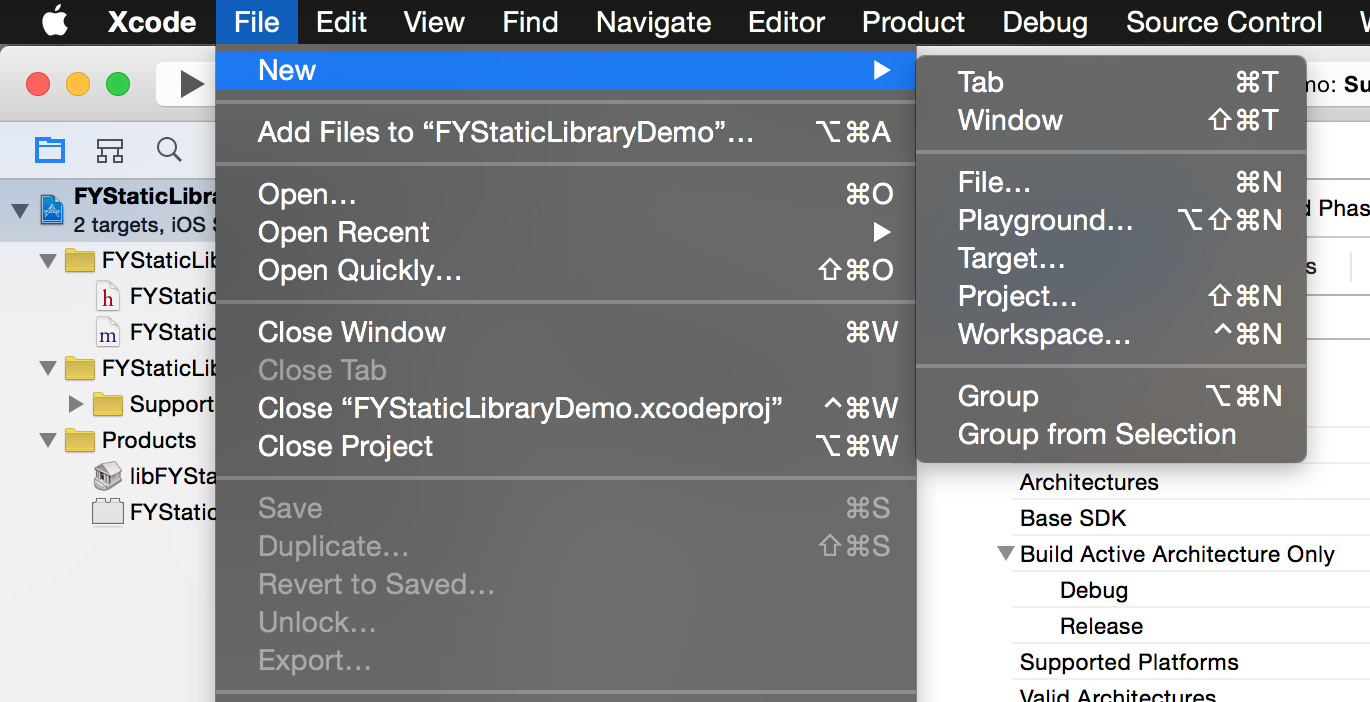 Xcode File Edit View Find Navigate Editor Product Debug Source Control
New
Add Files to “FYStaticLibraryDemo”... ⌥⌘A
Open... ⌘O
Open Recent
Open Quickly... ⇧⌘O
Close Window ⌘W
Close Tab
Close “FYStaticLibraryDemo.xcodeproj” ^⌘W
Close Project ⌥⌘W
Save ⌘S
Duplicate... ⇧⌘S
Revert to Saved...
Unlock...
Export...
Tab ⌘T
Window ⇧⌘T
File... ⌘N
Playground... ⌥⇧⌘N
Target...
Project... ⇧⌘N
Workspace... ^⌘N
Group ⌥⌘N
Group from Selection
FYStaticLibra
2 targets, iOS
FYStaticLib
h FYStatic
m FYStatic
FYStaticLib
Support
Products
libFYSta
FYStatic
mo: Su
d Phas
s
Architectures
Base SDK
Build Active Architecture Only
Debug
Release
Supported Platforms
Valid Architectures